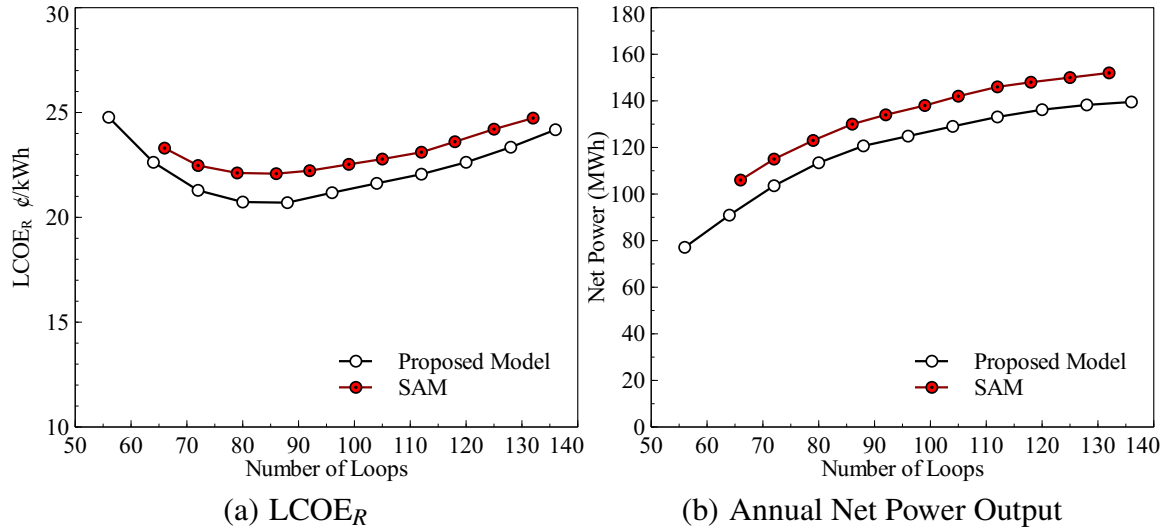 30
25
20
15
10
LCOE_R ¢/kWh
50 60 70 80 90 100 110 120 130 140
Number of Loops
Proposed Model
SAM
(a) LCOE_R
180
160
140
120
100
80
60
40
20
0
Net Power (MWh)
50 60 70 80 90 100 110 120 130 140
Number of Loops
Proposed Model
SAM
(b) Annual Net Power Output